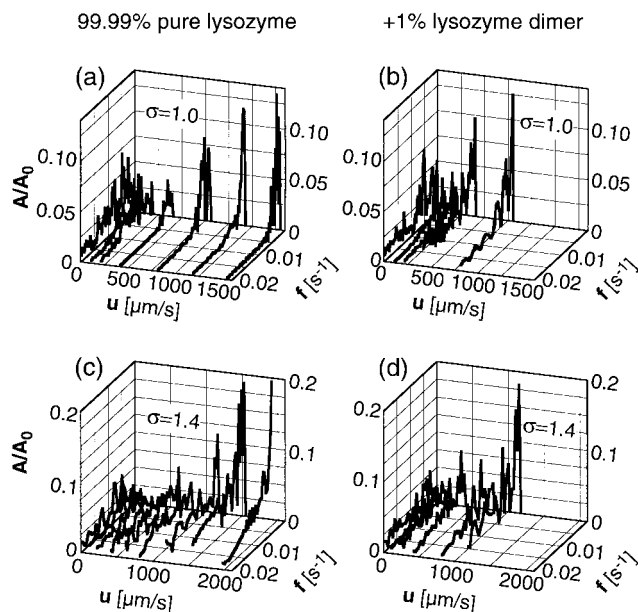 99.99% pure lysozyme
+1% lysozyme dimer
(a)
(b)
σ=1.0
σ=1.0
0.10
0.05
0
A/A0
0.10
0.05
0
0.10
0.05
0
0.10
0.05
0
0.01
0.02
f [s-1]
0.01
0.02
f [s-1]
500
1000
1500
u [µm/s]
500
1000
1500
u [µm/s]
(c)
(d)
σ=1.4
σ=1.4
0.2
0.1
0
A/A0
0.2
0.1
0
0.2
0.1
0
0.2
0.1
0
0.01
0.02
f [s-1]
0.01
0.02
f [s-1]
0
1000
2000
u [µm/s]
0
1000
2000
u [µm/s]